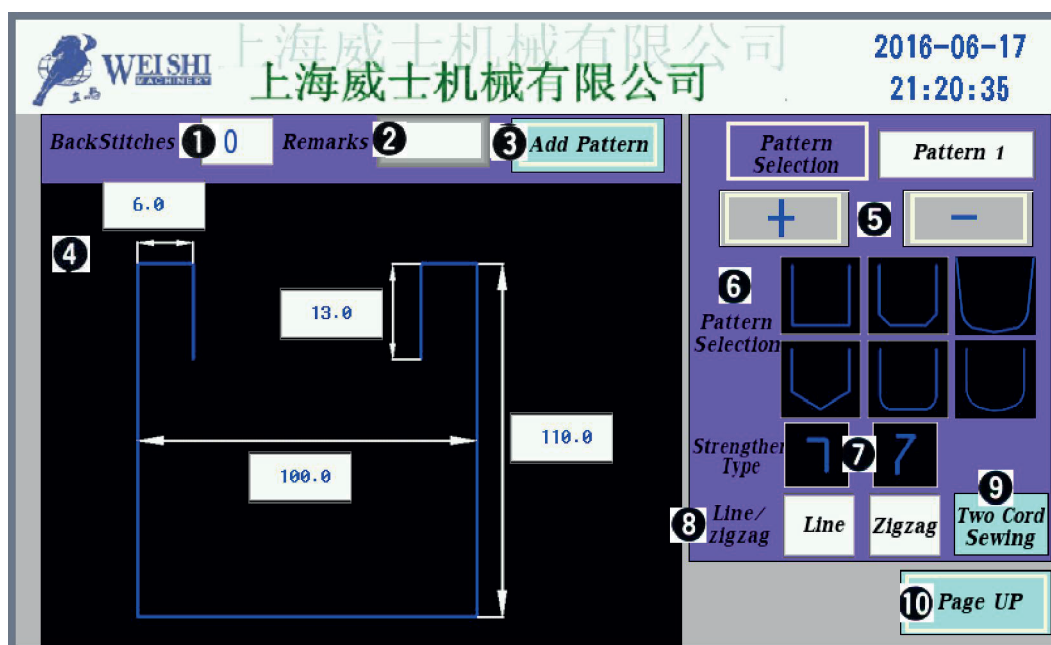 WEISHI
MACHINERY
上海威士机械有限公司
上海威士机械有限公司
2016-06-17
21:20:35
BackStitches 1 0 Remarks 2 3 Add Pattern
Pattern
Selection
Pattern 1
6.0
+ 5 -
4
13.0
6
Pattern
Selection
110.0
100.0
Strengther
Type
7
8 Line/
zigzag
Line
Zigzag
9
Two Cord
Sewing
10 Page UP